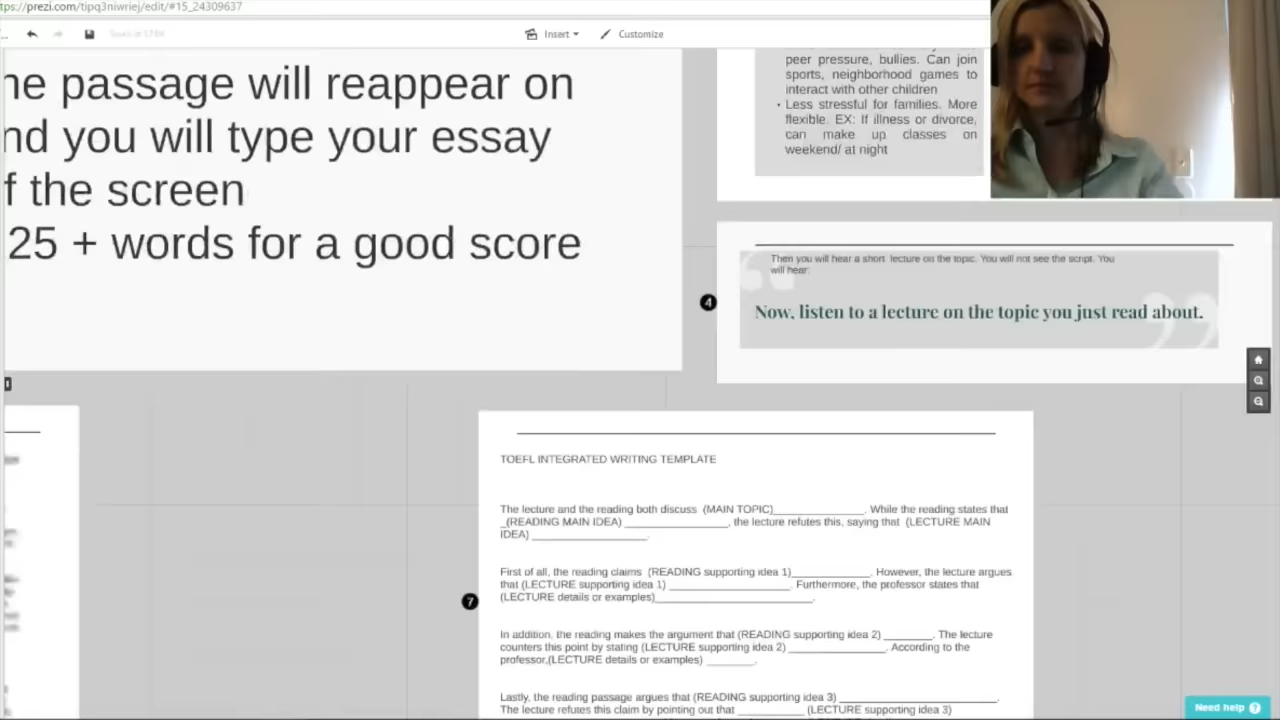 tps://prezi.com/tipq3niwriej/edit/#15_24309637
Insert
Customize
he passage will reappear on
nd you will type your essay
f the screen
25 + words for a good score
peer pressure, bullies. Can join
sports, neighborhood games to
interact with other children
• Less stressful for families. More
flexible. EX: If illness or divorce,
can make up classes on
weekend/ at night
Then you will hear a short lecture on the topic. You will not see the script. You
will hear:
4
Now, listen to a lecture on the topic you just read about.
TOEFL INTEGRATED WRITING TEMPLATE
The lecture and the reading both discuss (MAIN TOPIC)_______________. While the reading states that
_(READING MAIN IDEA) _________________, the lecture refutes this, saying that (LECTURE MAIN
IDEA) ___________________.
First of all, the reading claims (READING supporting idea 1)_____________. However, the lecture argues
that (LECTURE supporting idea 1) ____________________. Furthermore, the professor states that
7
(LECTURE details or examples)__________________________.
In addition, the reading makes the argument that (READING supporting idea 2) ________. The lecture
counters this point by stating (LECTURE supporting idea 2) ________________. According to the
professor,(LECTURE details or examples) ________.
Lastly, the reading passage argues that (READING supporting idea 3) __________________________.
The lecture refutes this claim by pointing out that ___________ (LECTURE supporting idea 3)
Need help ?